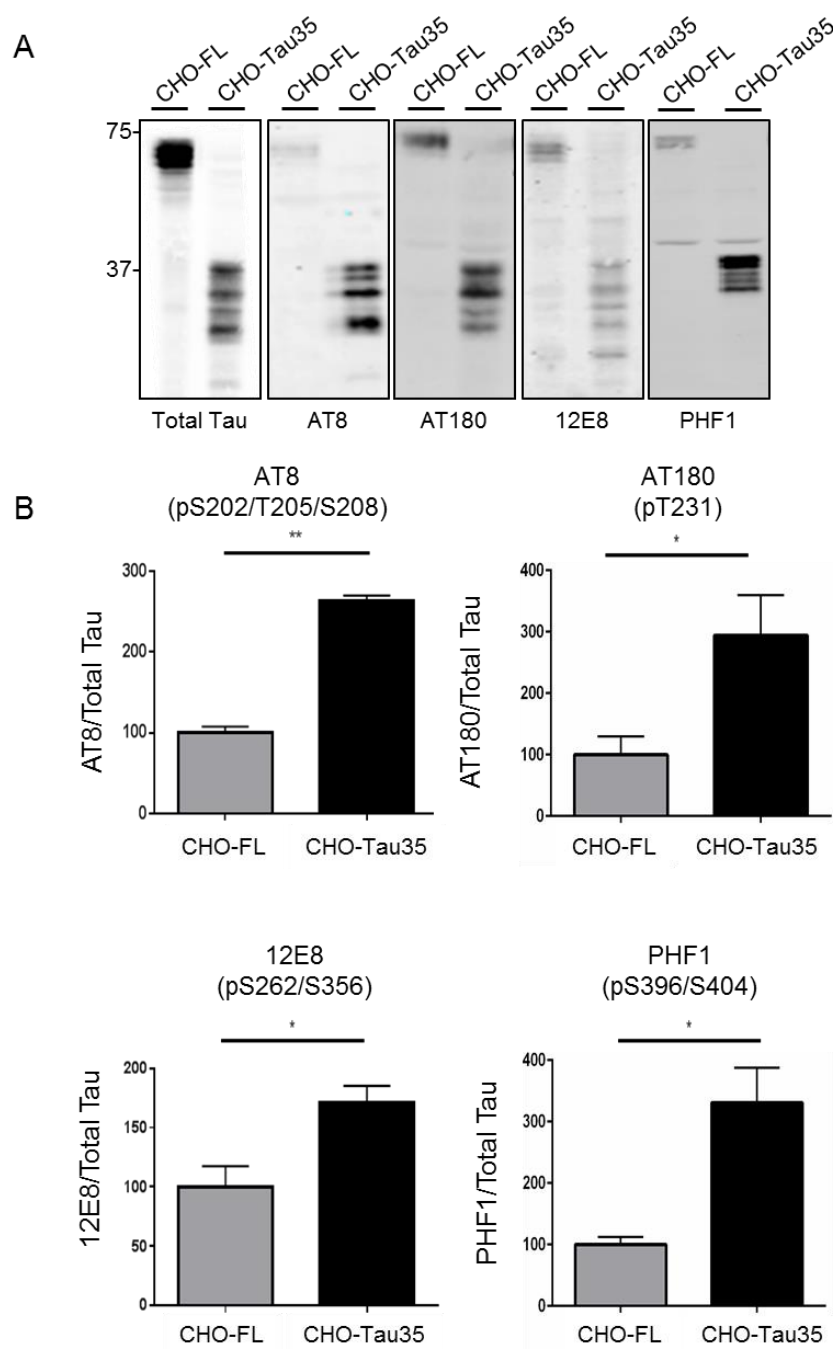 A
CHO-FL CHO-Tau35 CHO-FL CHO-Tau35 CHO-FL CHO-Tau35 CHO-FL CHO-Tau35 CHO-FL CHO-Tau35
75
37
Total Tau AT8 AT180 12E8 PHF1
B
AT8
(pS202/T205/S208)
**
AT8/Total Tau
300
200
100
0
CHO-FL CHO-Tau35
AT180
(pT231)
*
AT180/Total Tau
400
300
200
100
0
CHO-FL CHO-Tau35
12E8
(pS262/S356)
*
12E8/Total Tau
200
150
100
50
0
CHO-FL CHO-Tau35
PHF1
(pS396/S404)
*
PHF1/Total Tau
400
300
200
100
0
CHO-FL CHO-Tau35